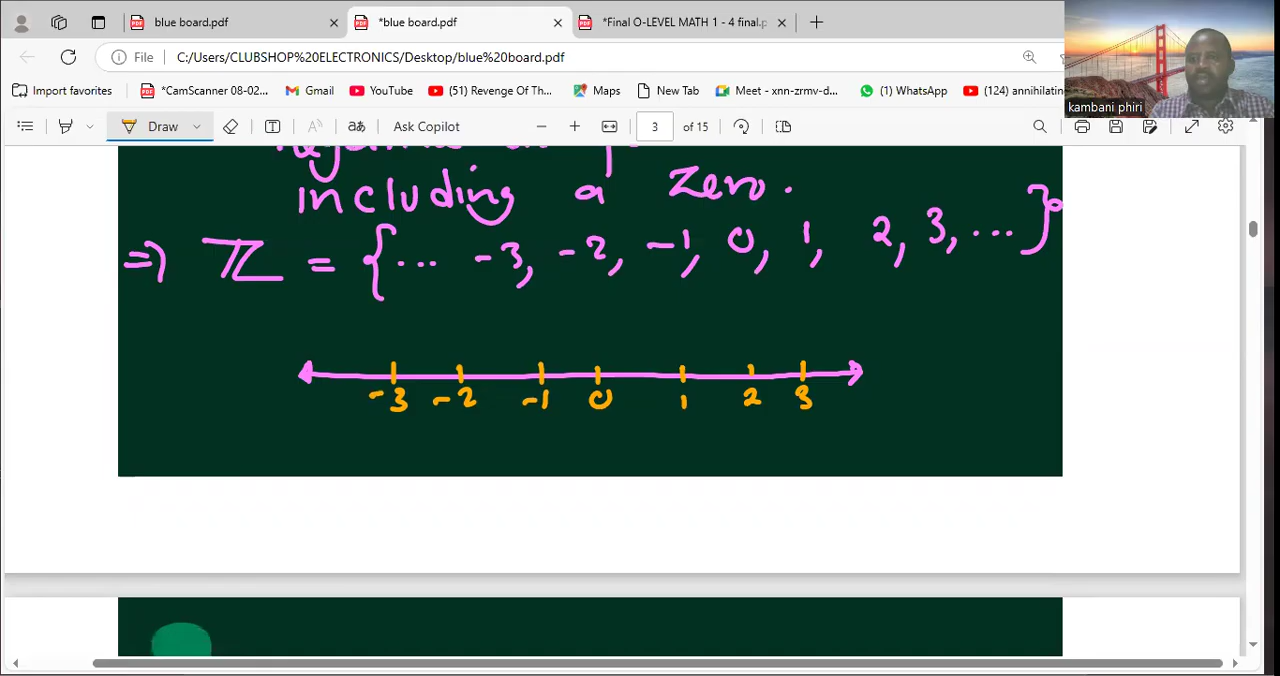 blue board.pdf
*blue board.pdf
*Final O-LEVEL MATH 1 - 4 final.p
File C:/Users/CLUBSHOP%20ELECTRONICS/Desktop/blue%20board.pdf
Import favorites *CamScanner 08-02... Gmail YouTube (51) Revenge Of Th... Maps New Tab Meet - xnn-zrmv-d... (1) WhatsApp (124) annihilatin
kambani phiri
Draw aあ Ask Copilot 3 of 15
including a zero.
⇒ ℤ = {... -3, -2, -1, 0, 1, 2, 3, ...}
-3 -2 -1 0 1 2 3